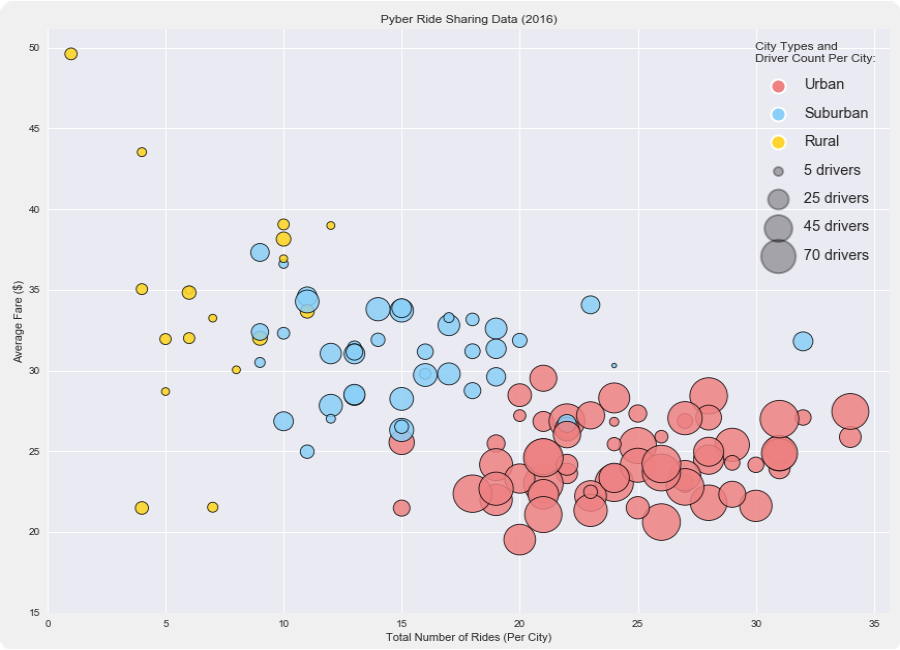 Pyber Ride Sharing Data (2016)
City Types and
Driver Count Per City:
Urban
Suburban
Rural
5 drivers
25 drivers
45 drivers
70 drivers
Average Fare ($)
50
45
40
35
30
25
20
15
0 5 10 15 20 25 30 35
Total Number of Rides (Per City)